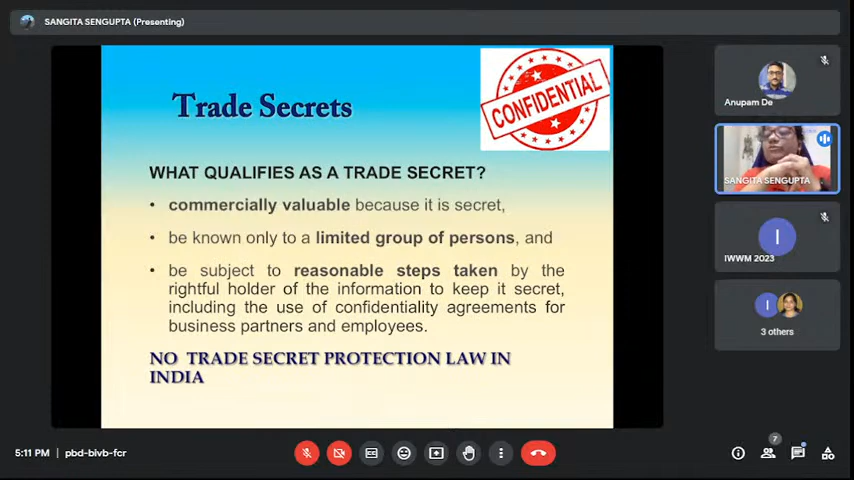 SANGITA SENGUPTA (Presenting)
Trade Secrets
CONFIDENTIAL
WHAT QUALIFIES AS A TRADE SECRET?
• commercially valuable because it is secret,
• be known only to a limited group of persons, and
• be subject to reasonable steps taken by the
rightful holder of the information to keep it secret,
including the use of confidentiality agreements for
business partners and employees.
NO TRADE SECRET PROTECTION LAW IN
INDIA
Anupam De
SANGITA SENGUPTA
I
IWWM 2023
I
3 others
5:11 PM | pbd-bivb-fcr
7